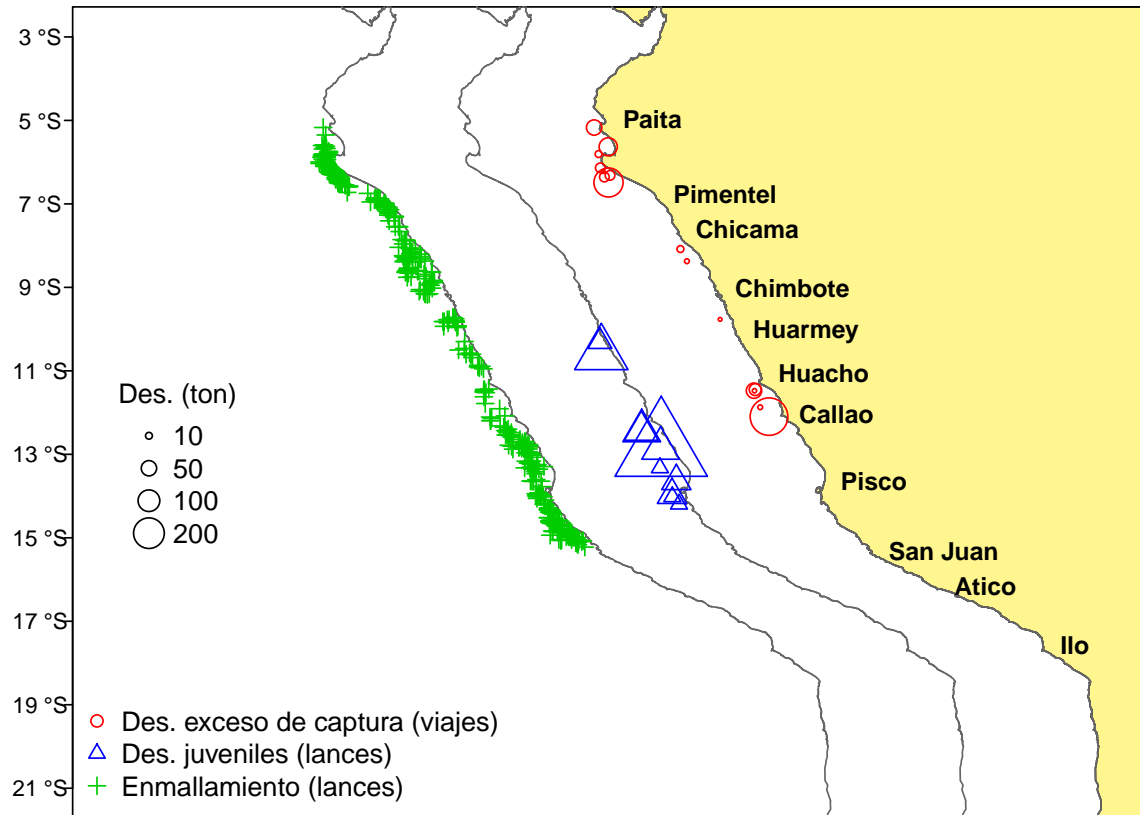 3 °S
5 °S
7 °S
9 °S
11 °S
13 °S
15 °S
17 °S
19 °S
21 °S
Paita
Pimentel
Chicama
Chimbote
Huarmey
Huacho
Callao
Pisco
San Juan
Atico
Ilo
Des. (ton)
10
50
100
200
Des. exceso de captura (viajes)
Des. juveniles (lances)
Enmallamiento (lances)